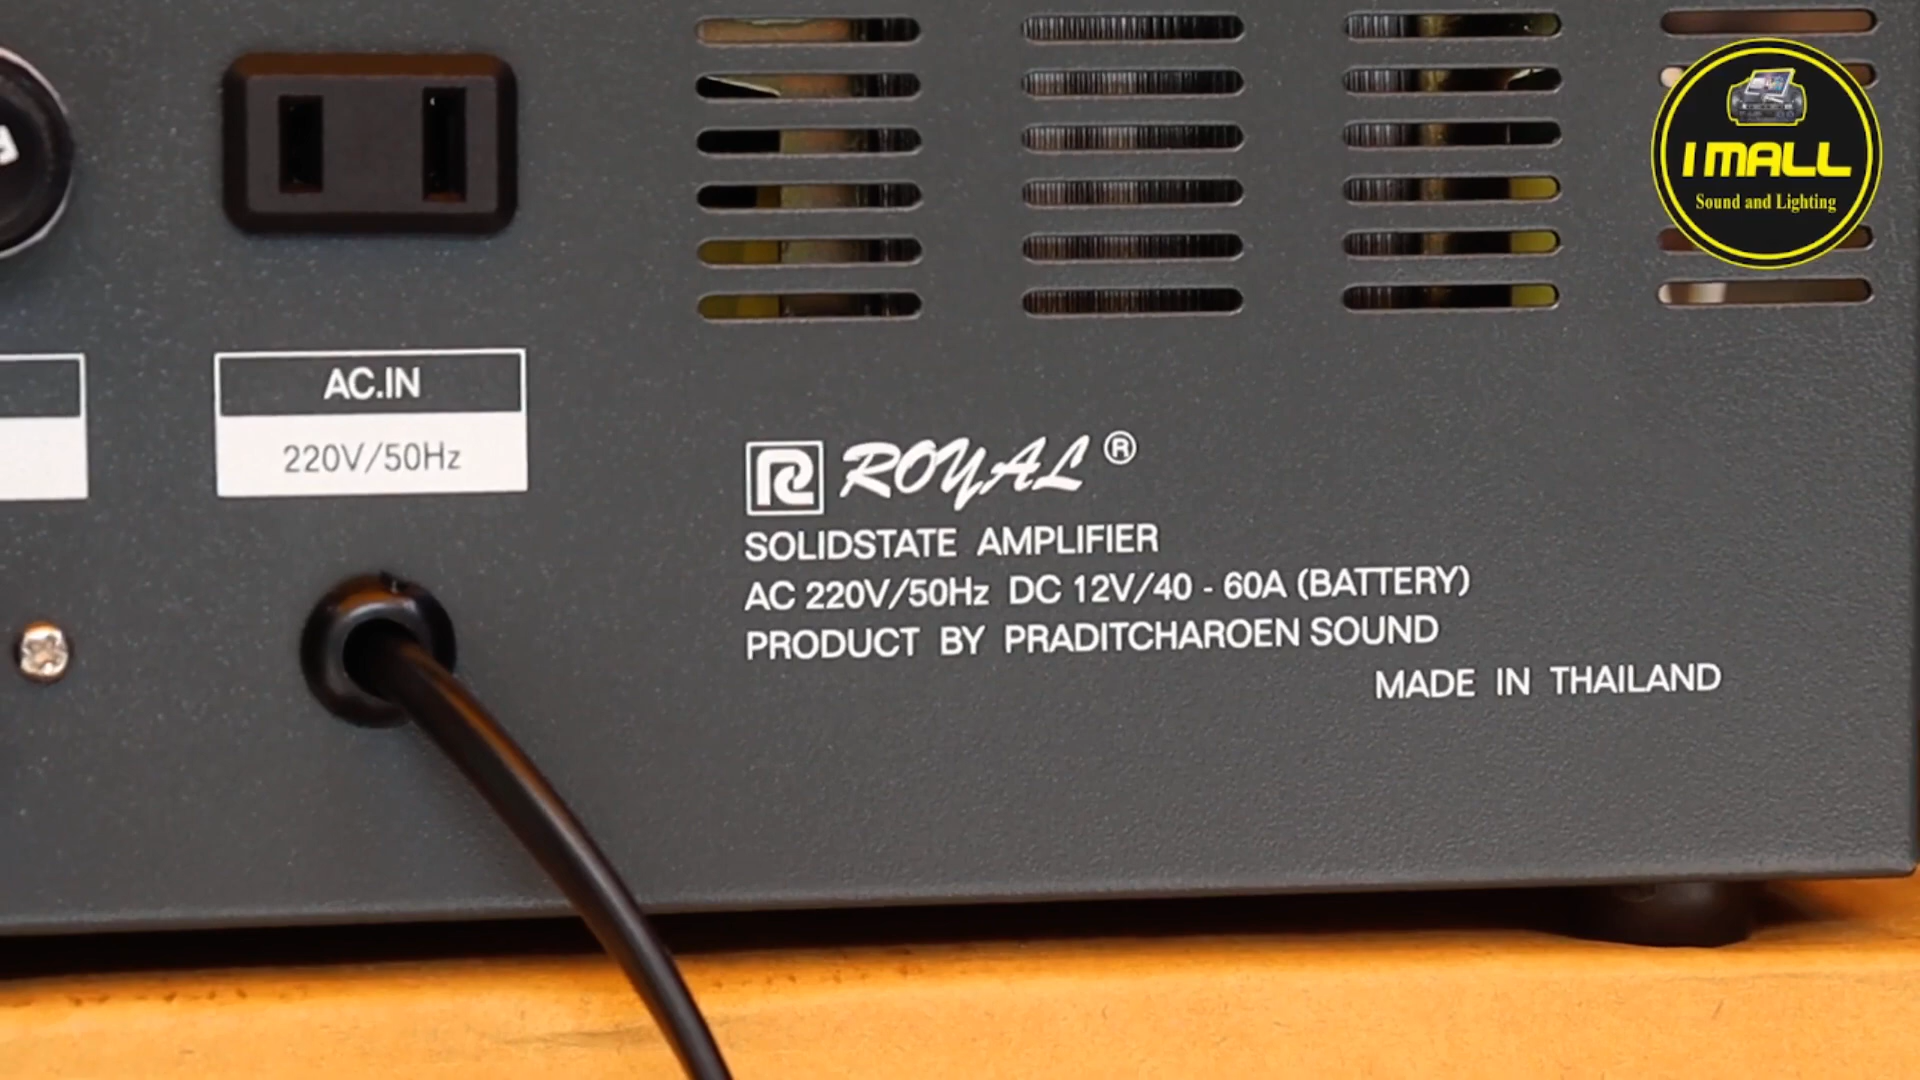 I MALL
Sound and Lighting
AC.IN
220V/50Hz
ROYAL ®
SOLIDSTATE AMPLIFIER
AC 220V/50Hz DC 12V/40 - 60A (BATTERY)
PRODUCT BY PRADITCHAROEN SOUND
MADE IN THAILAND